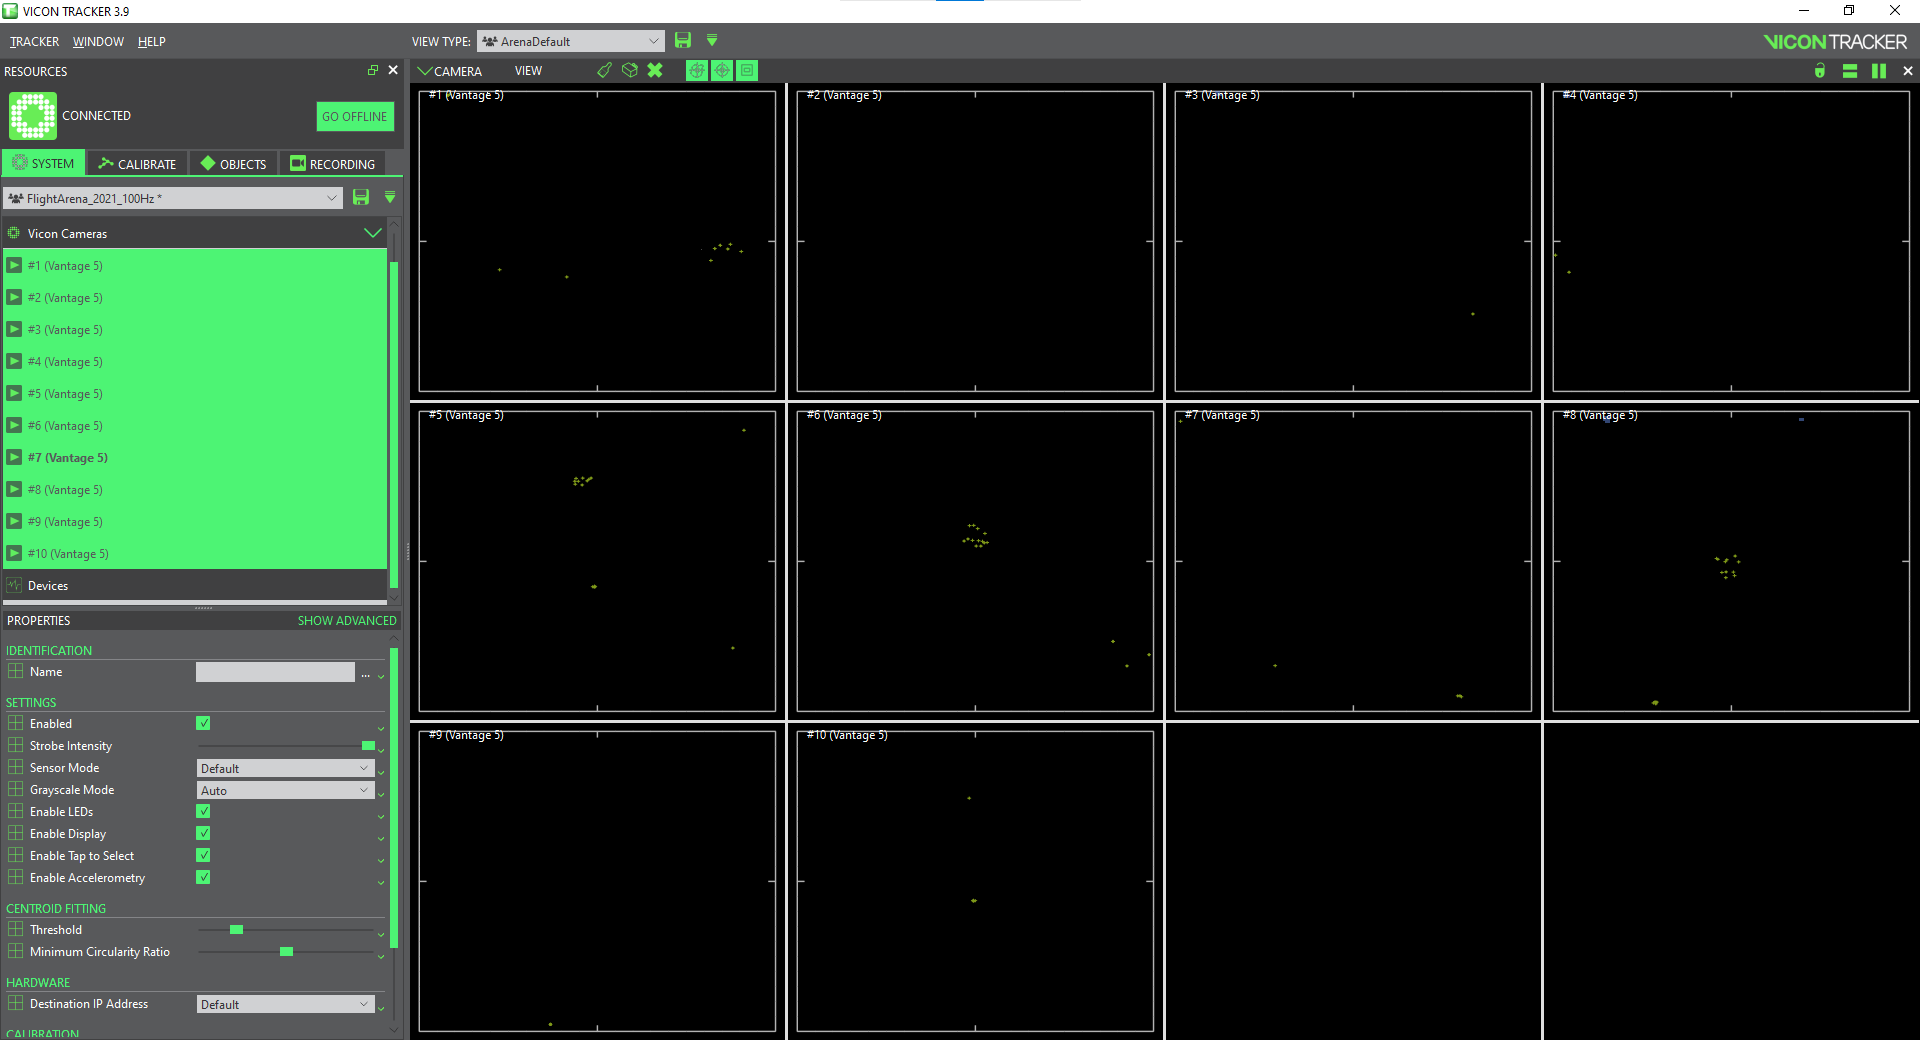 VICON TRACKER 3.9
TRACKER WINDOW HELP
VIEW TYPE: ArenaDefault
VICON TRACKER
RESOURCES
CAMERA VIEW
CONNECTED
GO OFFLINE
SYSTEM CALIBRATE OBJECTS RECORDING
FlightArena_2021_100Hz *
Vicon Cameras
#1 (Vantage 5)
#2 (Vantage 5)
#3 (Vantage 5)
#4 (Vantage 5)
#5 (Vantage 5)
#6 (Vantage 5)
#7 (Vantage 5)
#8 (Vantage 5)
#9 (Vantage 5)
#10 (Vantage 5)
Devices
PROPERTIES SHOW ADVANCED
IDENTIFICATION
Name ...
SETTINGS
Enabled
Strobe Intensity
Sensor Mode Default
Grayscale Mode Auto
Enable LEDs
Enable Display
Enable Tap to Select
Enable Accelerometry
CENTROID FITTING
Threshold
Minimum Circularity Ratio
HARDWARE
Destination IP Address Default
CALIBRATION
#1 (Vantage 5) #2 (Vantage 5) #3 (Vantage 5) #4 (Vantage 5)
#5 (Vantage 5) #6 (Vantage 5) #7 (Vantage 5) #8 (Vantage 5)
#9 (Vantage 5) #10 (Vantage 5)